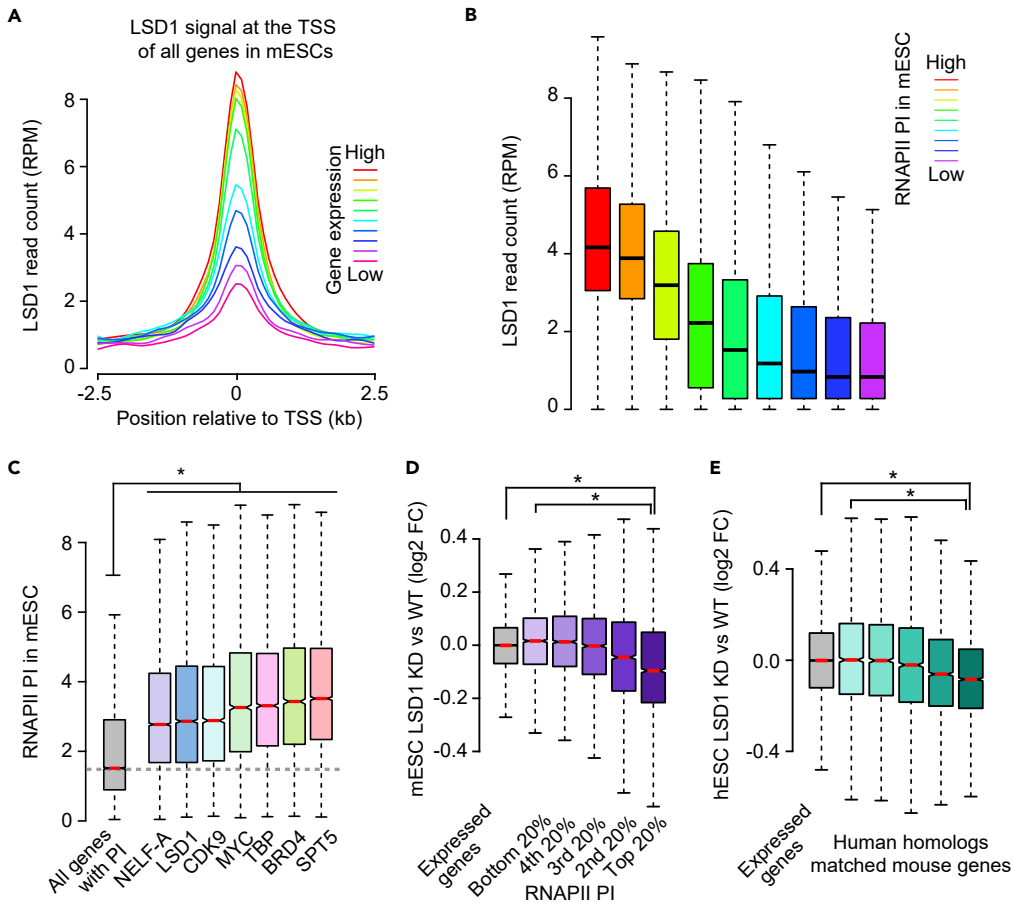 A
LSD1 signal at the TSS
of all genes in mESCs
LSD1 read count (RPM)
8
6
4
2
0
-2.5
0
2.5
Position relative to TSS (kb)
Gene expression
High
Low
B
LSD1 read count (RPM)
8
6
4
2
0
RNAPII PI in mESC
High
Low
C
*
RNAPII PI in mESC
8
6
4
2
0
All genes
with PI
NELF-A
LSD1
CDK9
MYC
TBP
BRD4
SPT5
D
*
*
mESC LSD1 KD vs WT (log2 FC)
0.4
0.2
0.0
-0.2
-0.4
Expressed
genes
Bottom 20%
4th 20%
3rd 20%
2nd 20%
Top 20%
RNAPII PI
E
*
*
hESC LSD1 KD vs WT (log2 FC)
0.4
0.0
-0.4
Expressed
genes
Human homologs
matched mouse genes